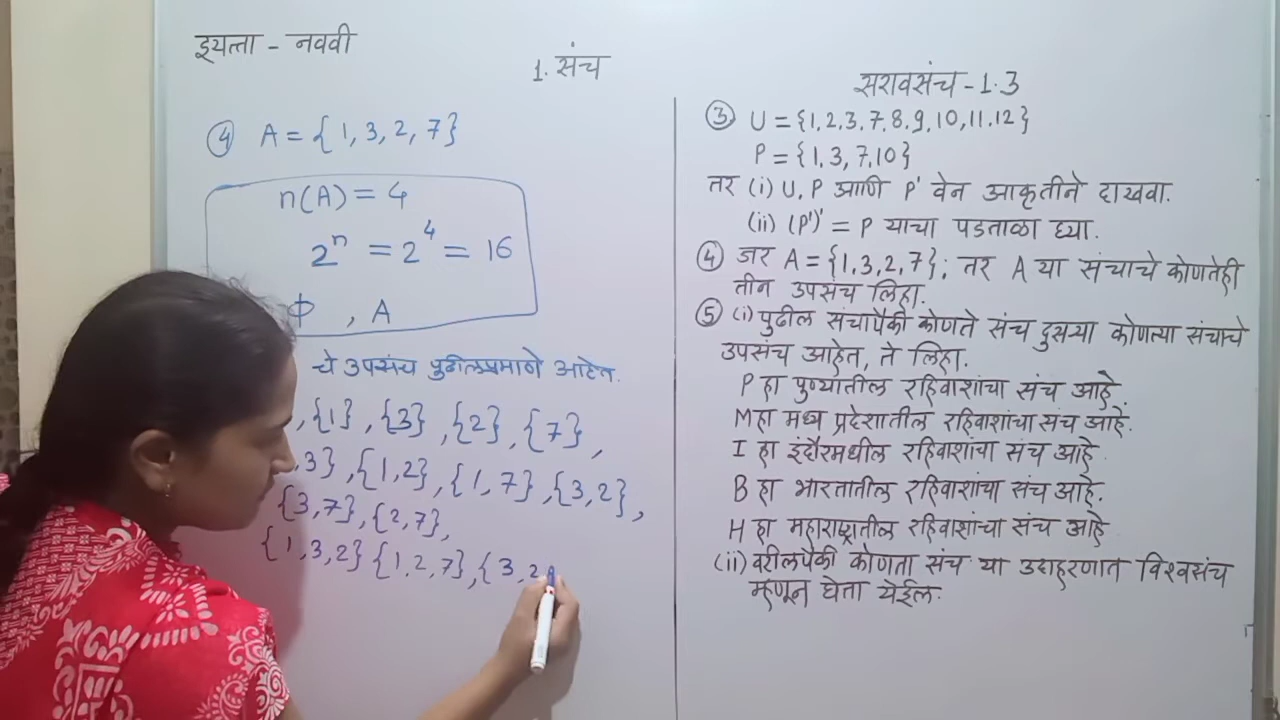 इयत्ता - नववी
1. संच
④ A = {1, 3, 2, 7}
n(A) = 4
2ⁿ = 2⁴ = 16
ϕ , A
चे उपसंच पुढीलप्रमाणे आहेत.
, {1} , {3} , {2} , {7} ,
, 3} , {1, 2} , {1, 7} , {3, 2} ,
{3, 7} , {2, 7} ,
{1, 3, 2} {1, 2, 7} , {3, 2
सरावसंच - 1.3
③ U = {1, 2, 3, 7, 8, 9, 10, 11, 12}
P = {1, 3, 7, 10}
तर (i) U, P आणि P' वेन आकृतीने दाखवा.
(ii) (P')' = P याचा पडताळा घ्या.
④ जर A = {1, 3, 2, 7} ; तर A या संचाचे कोणतेही
तीन उपसंच लिहा.
⑤ (i) पुढील संचापैकी कोणते संच दुसऱ्या कोणत्या संचाचे
उपसंच आहेत, ते लिहा.
P हा पुण्यातील रहिवाशांचा संच आहे.
M हा मध्य प्रदेशातील रहिवाशांचा संच आहे.
I हा इंदौरमधील रहिवाशांचा संच आहे.
B हा भारतातील रहिवाशांचा संच आहे.
H हा महाराष्ट्रातील रहिवाशांचा संच आहे
(ii) वरीलपैकी कोणता संच या उदाहरणात विश्वसंच
म्हणून घेता येईल.